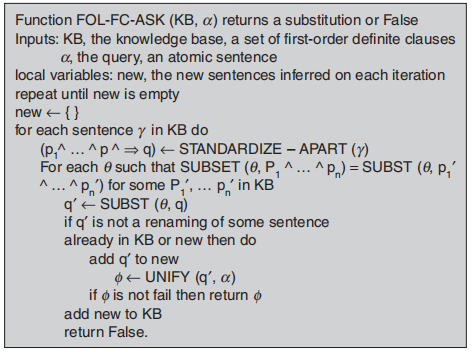 Function FOL-FC-ASK (KB, α) returns a substitution or False
Inputs: KB, the knowledge base, a set of first-order definite clauses
α, the query, an atomic sentence
local variables: new, the new sentences inferred on each iteration
repeat until new is empty
new ← { }
for each sentence γ in KB do
(p₁^ … ^ p ^ ⇒ q) ← STANDARDIZE – APART (γ)
For each θ such that SUBSET (θ, P₁ ^ … ^ pₙ) = SUBST (θ, p₁′
^ … ^ pₙ′) for some P₁′, … pₙ′ in KB
q′ ← SUBST (θ, q)
if q′ is not a renaming of some sentence
already in KB or new then do
add q′ to new
ϕ ← UNIFY (q′, α)
if ϕ is not fail then return ϕ
add new to KB
return False.